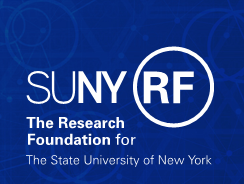 SUNY RF
The Research
Foundation for
The State University of New York